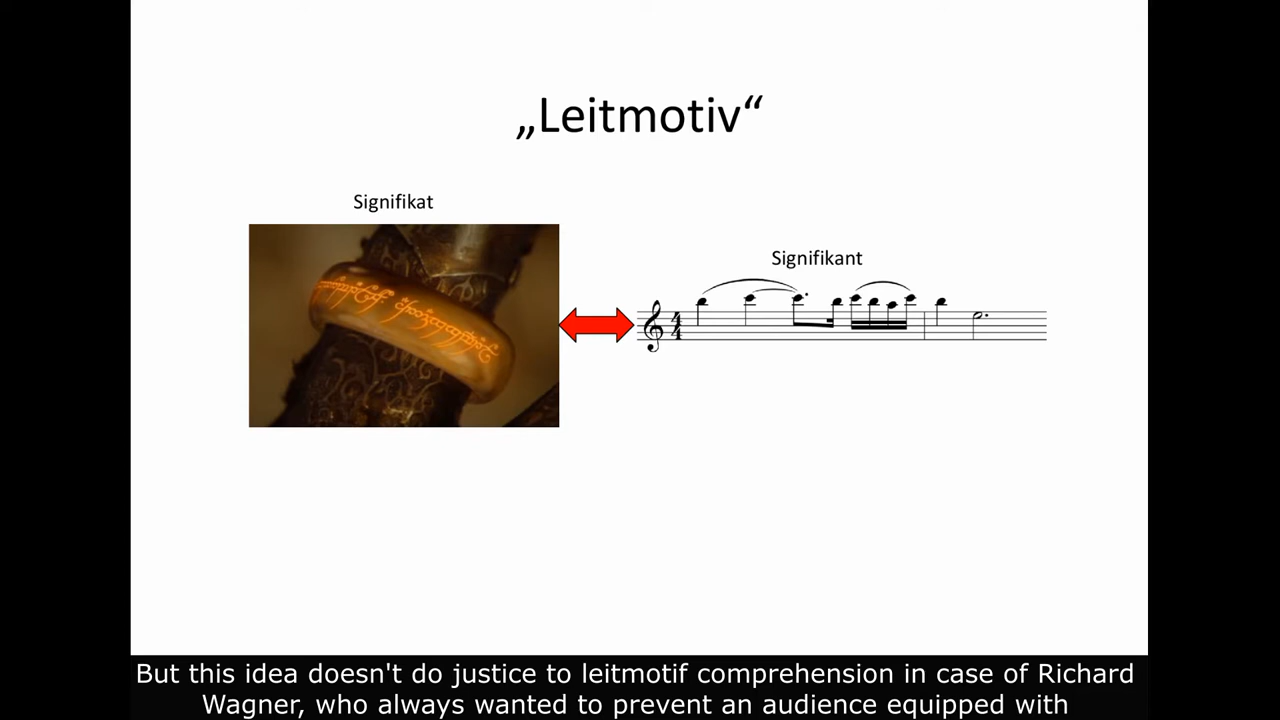 „Leitmotiv“
Signifikat
Signifikant
But this idea doesn't do justice to leitmotif comprehension in case of Richard
Wagner, who always wanted to prevent an audience equipped with